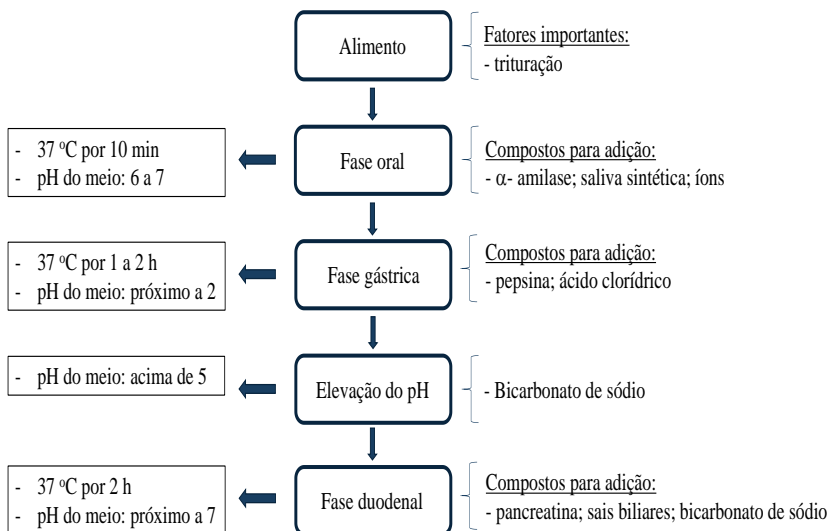 Alimento
Fatores importantes:
- trituração
- 37 ºC por 10 min
- pH do meio: 6 a 7
Fase oral
Compostos para adição:
- α- amilase; saliva sintética; íons
- 37 ºC por 1 a 2 h
- pH do meio: próximo a 2
Fase gástrica
Compostos para adição:
- pepsina; ácido clorídrico
- pH do meio: acima de 5
Elevação do pH
- Bicarbonato de sódio
- 37 ºC por 2 h
- pH do meio: próximo a 7
Fase duodenal
Compostos para adição:
- pancreatina; sais biliares; bicarbonato de sódio